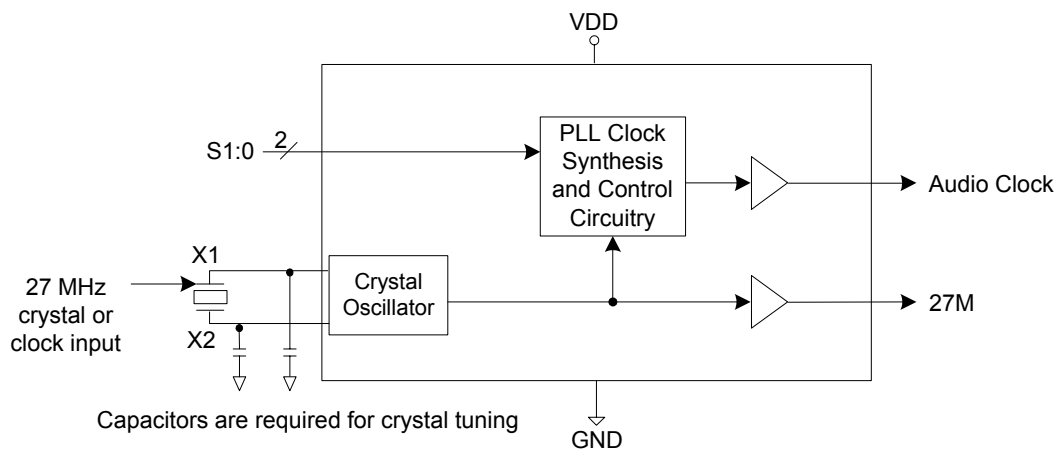 VDD
S1:0
2
PLL Clock
Synthesis
and Control
Circuitry
Audio Clock
X1
27 MHz
crystal or
clock input
X2
Crystal
Oscillator
27M
Capacitors are required for crystal tuning
GND